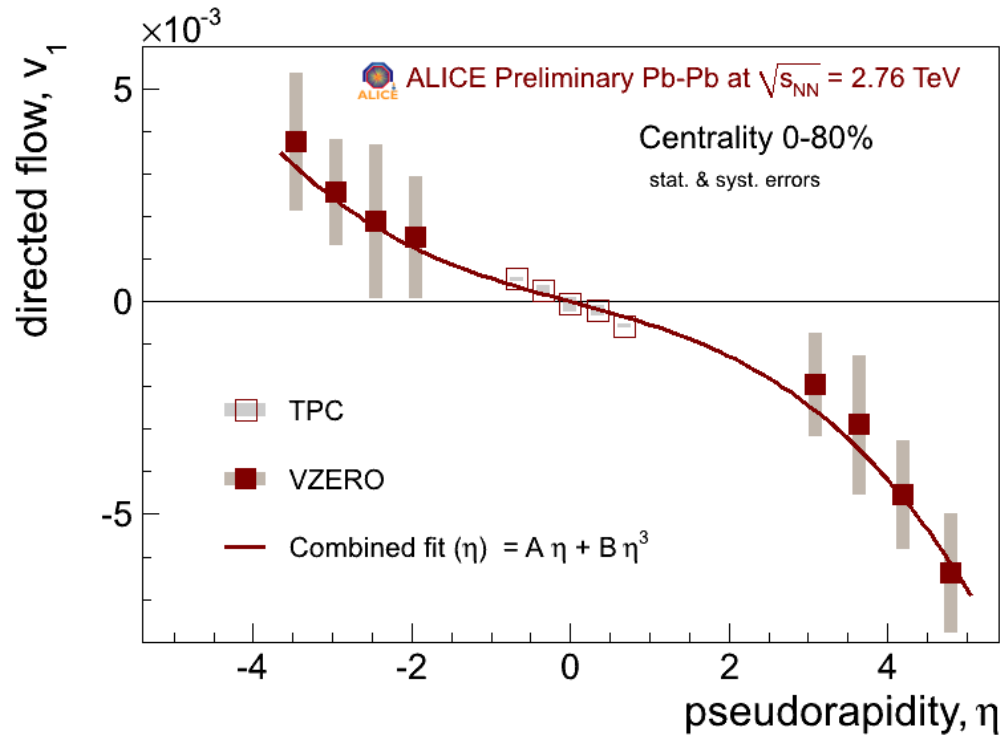 ×10⁻³
directed flow, v₁
5
0
-5
ALICE
ALICE Preliminary Pb-Pb at √sNN = 2.76 TeV
Centrality 0-80%
stat. & syst. errors
TPC
VZERO
Combined fit (η) = A η + B η³
-4 -2 0 2 4
pseudorapidity, η